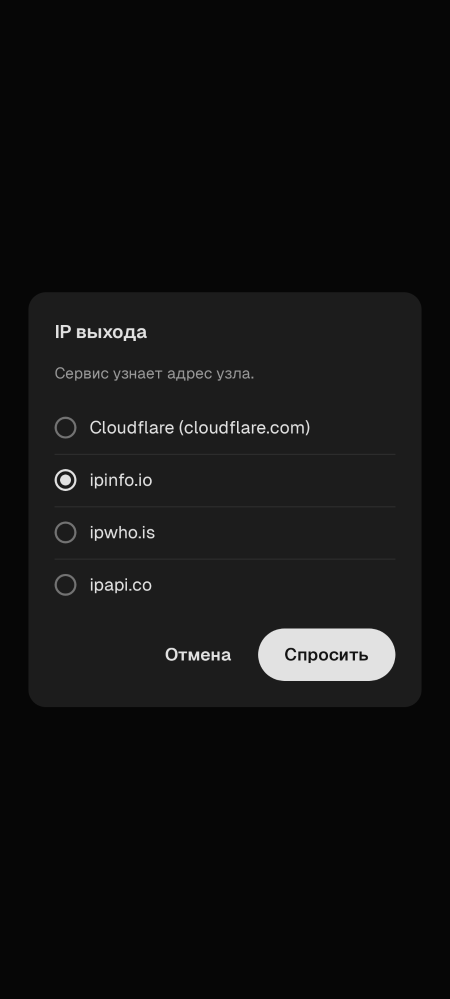 IP выхода
Сервис узнает адрес узла.
Cloudflare (cloudflare.com)
ipinfo.io
ipwho.is
ipapi.co
Отмена
Спросить